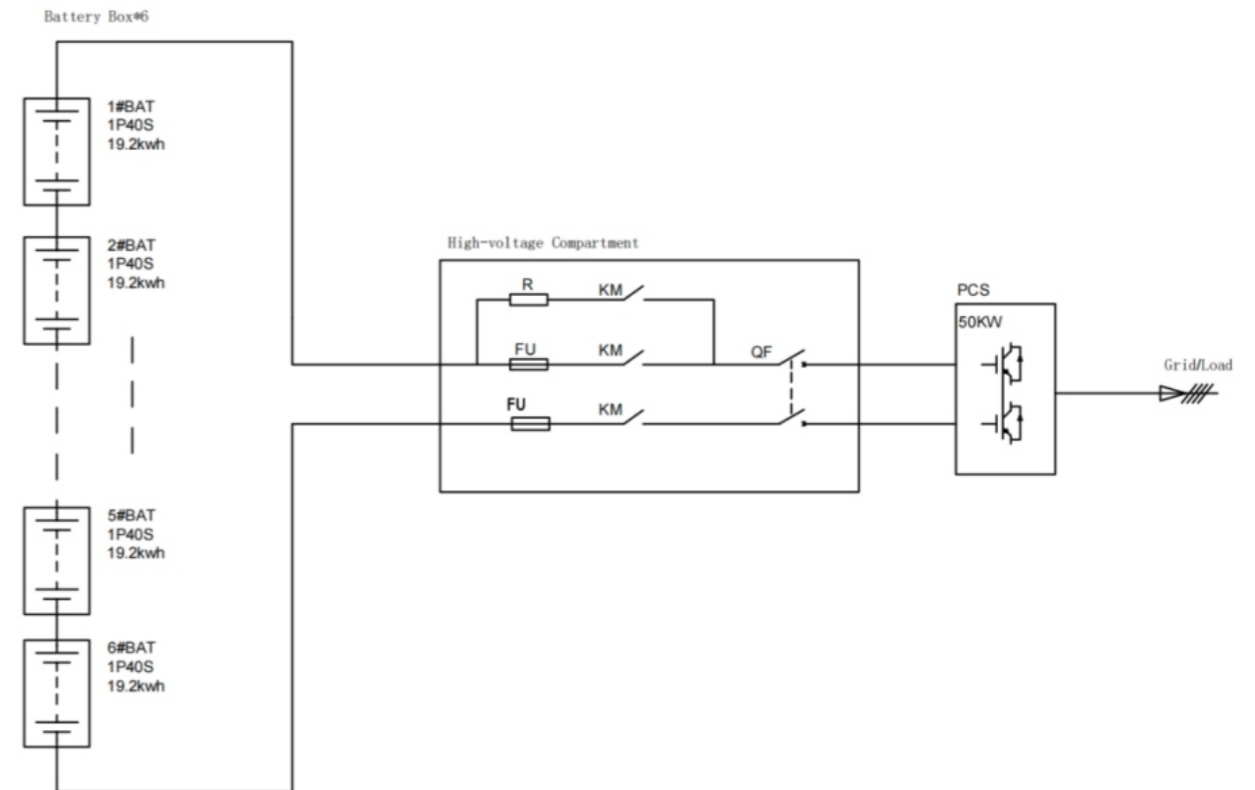 Battery Box*6
1#BAT
1P40S
19.2kwh
2#BAT
1P40S
19.2kwh
5#BAT
1P40S
19.2kwh
6#BAT
1P40S
19.2kwh
High-voltage Compartment
R
KM
FU
KM
QF
FU
KM
PCS
50KW
Grid/Load